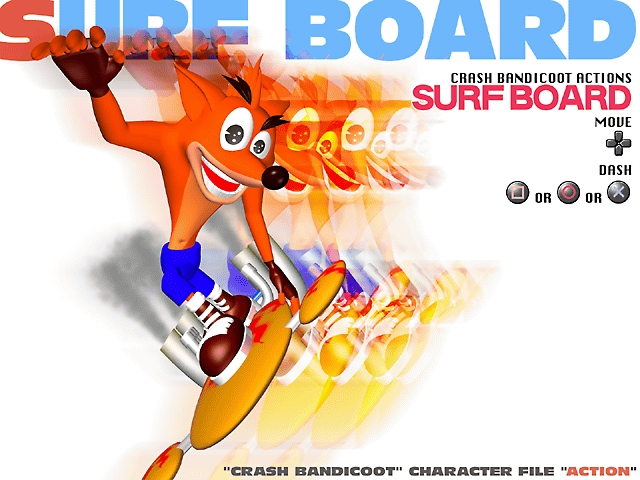 SURF BOARD
CRASH BANDICOOT ACTIONS
SURF BOARD
MOVE
DASH
OR OR
"CRASH BANDICOOT" CHARACTER FILE "ACTION"